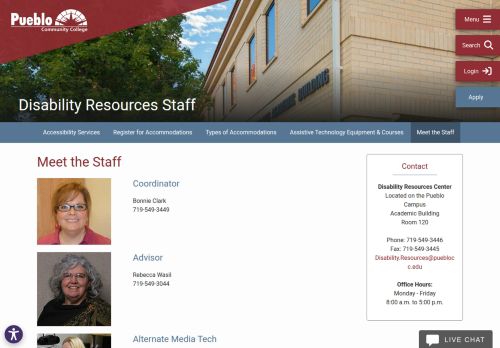 Pueblo
Community College
Menu
Search
Login
Apply
Disability Resources Staff
Accessibility Services
Register for Accommodations
Types of Accommodations
Assistive Technology Equipment & Courses
Meet the Staff
Meet the Staff
Coordinator
Bonnie Clark
719-549-3449
Advisor
Rebecca Wasil
719-549-3044
Alternate Media Tech
Contact
Disability Resources Center
Located on the Pueblo
Campus
Academic Building
Room 120
Phone: 719-549-3446
Fax: 719-549-3445
Disability.Resources@puebloc
c.edu
Office Hours:
Monday - Friday
8:00 a.m. to 5:00 p.m.
LIVE CHAT